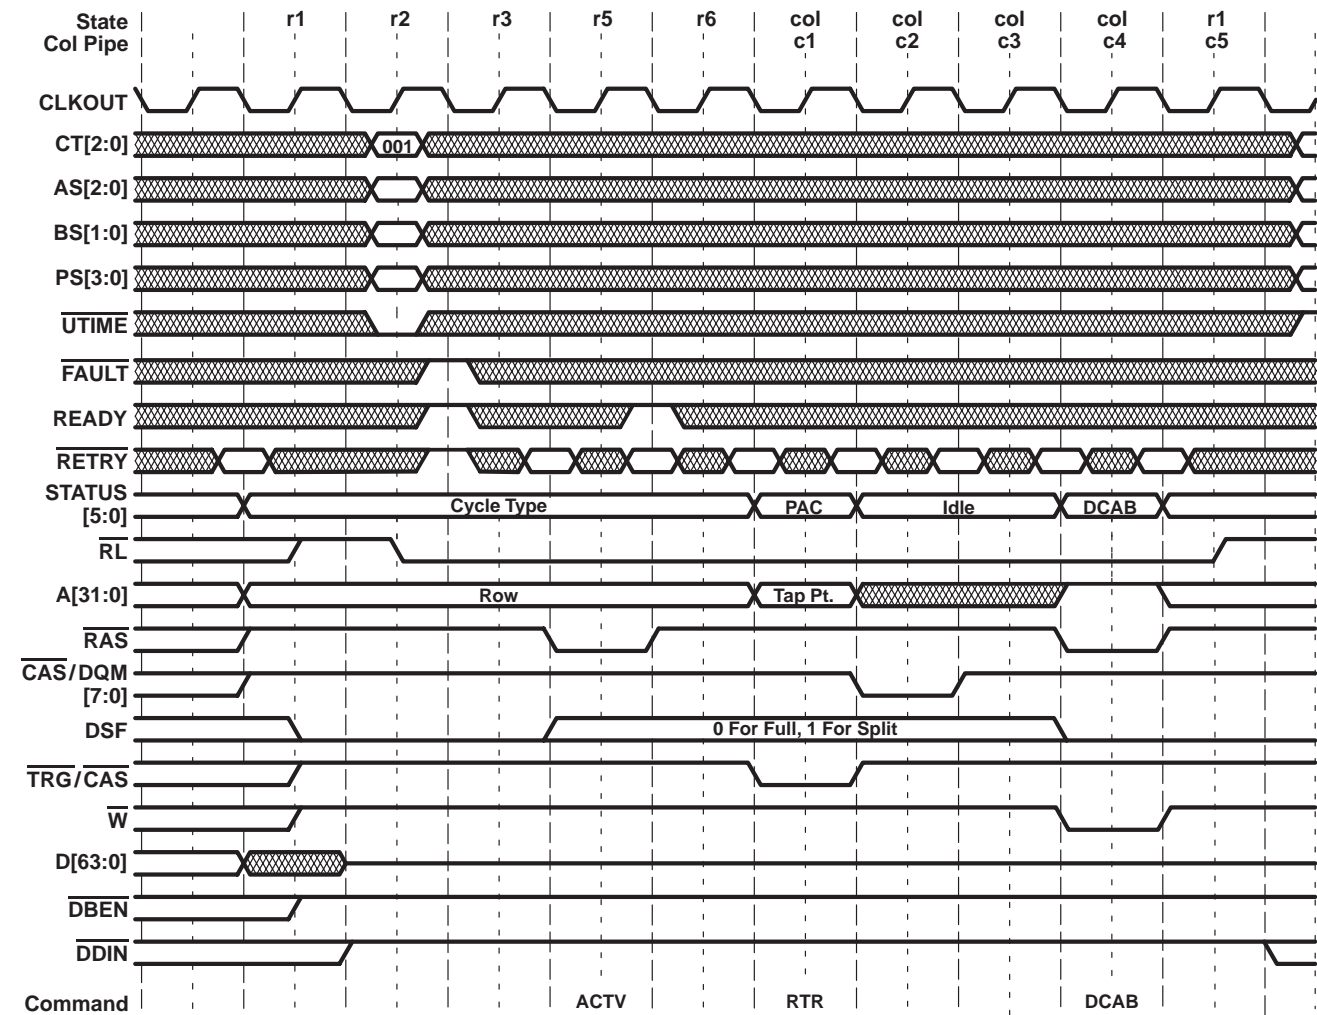 State r1 r2 r3 r5 r6 col col col col r1
Col Pipe c1 c2 c3 c4 c5
CLKOUT
CT[2:0] 001
AS[2:0]
BS[1:0]
PS[3:0]
UTIME
FAULT
READY
RETRY
STATUS
[5:0] Cycle Type PAC Idle DCAB
RL
A[31:0] Row Tap Pt.
RAS
CAS/DQM
[7:0]
DSF 0 For Full, 1 For Split
TRG/CAS
W
D[63:0]
DBEN
DDIN
Command ACTV RTR DCAB